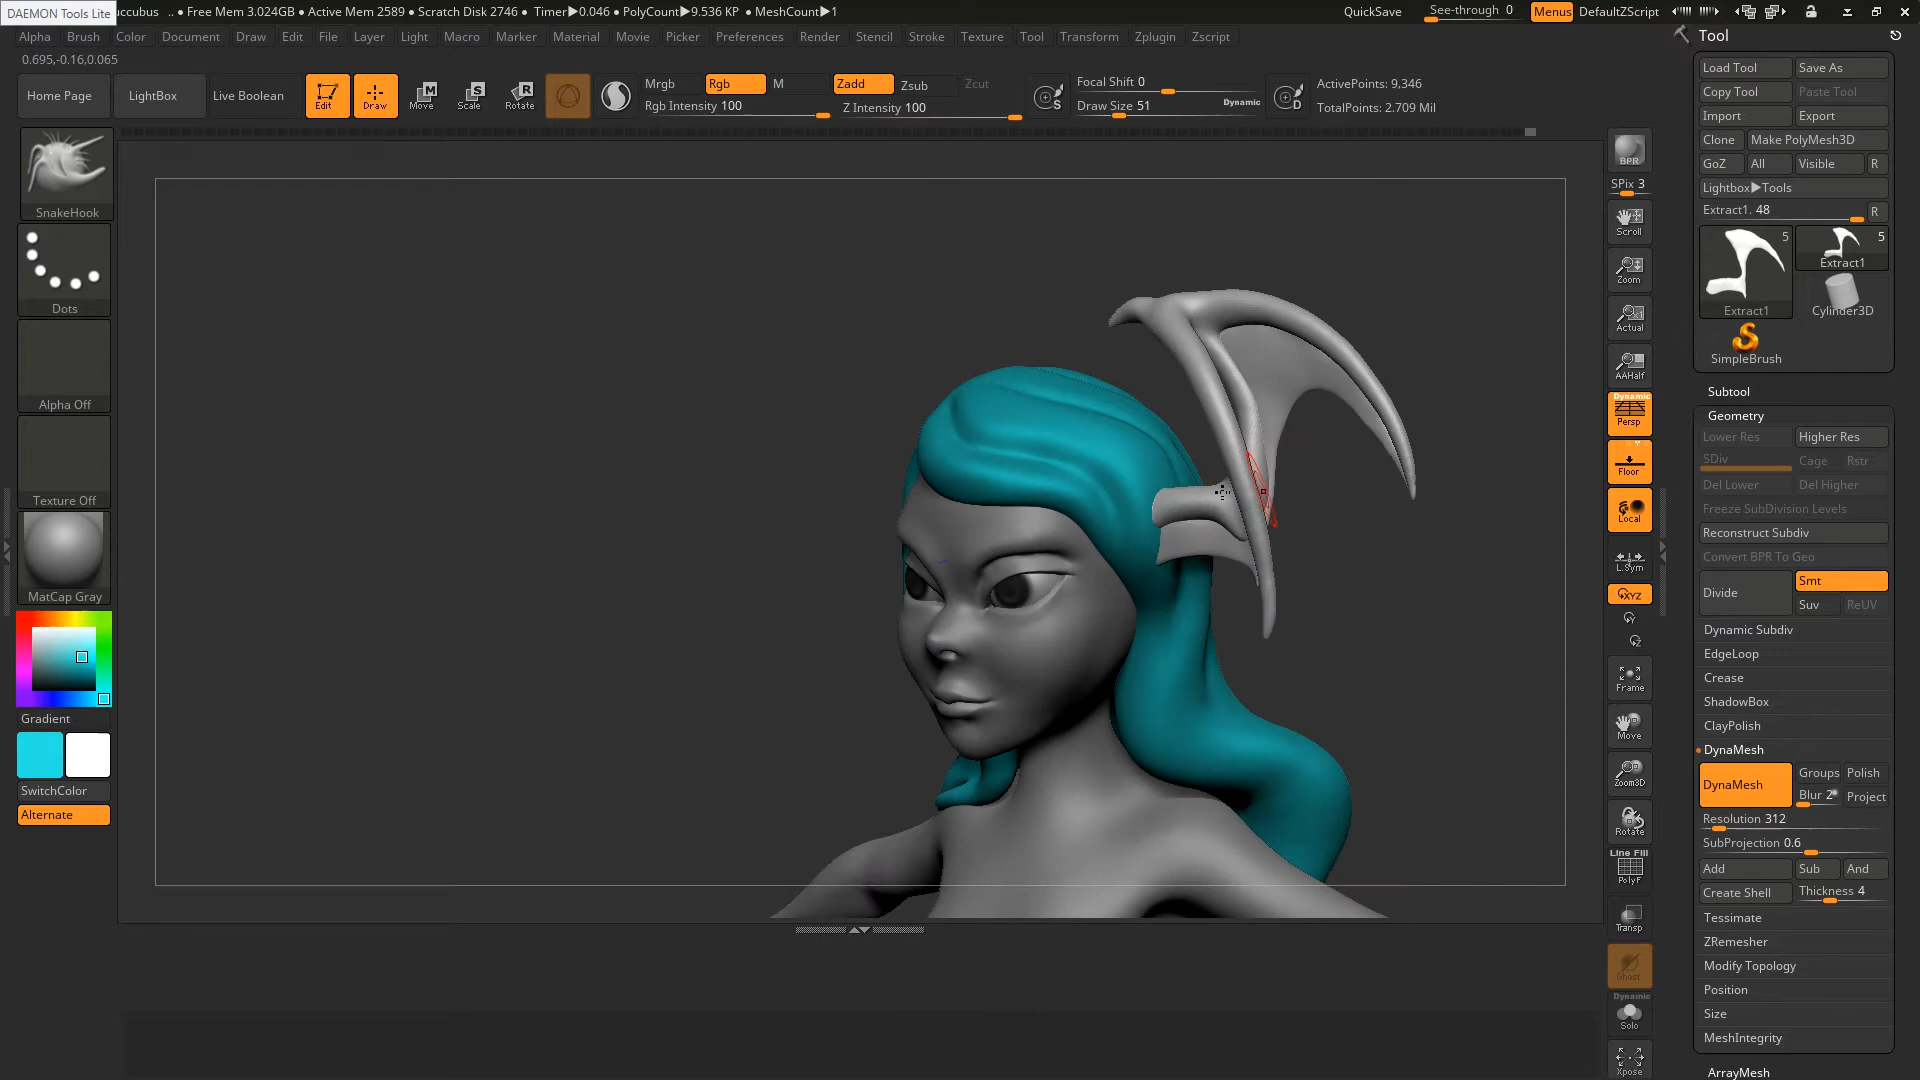 DAEMON Tools Lite
uccubus .. ● Free Mem 3.024GB ● Active Mem 2589 ● Scratch Disk 2746 ● Timer▶0.046 ● PolyCount▶9.536 KP ● MeshCount▶1
QuickSave See-through 0 Menus DefaultZScript
Alpha Brush Color Document Draw Edit File Layer Light Macro Marker Material Movie Picker Preferences Render Stencil Stroke Texture Tool Transform Zplugin Zscript
0.695,-0.16,0.065
Home Page LightBox Live Boolean Edit Draw Move Scale Rotate
Mrgb Rgb M Zadd Zsub Zcut
Rgb Intensity 100 Z Intensity 100
Focal Shift 0
Draw Size 51 Dynamic
ActivePoints: 9,346
TotalPoints: 2.709 Mil
SnakeHook
Dots
Alpha Off
Texture Off
MatCap Gray
Gradient
SwitchColor
Alternate
BPR
SPix 3
Scroll
Zoom
Actual
AAHalf
Dynamic
Persp
Floor
Local
L.Sym
XYZ
Y
Z
Frame
Move
Zoom3D
Rotate
Line Fill
PolyF
Transp
Ghost
Dynamic
Solo
Xpose
Tool
Load Tool Save As
Copy Tool Paste Tool
Import Export
Clone Make PolyMesh3D
GoZ All Visible R
Lightbox▶Tools
Extract1. 48 R
5 5
Extract1
Extract1 Cylinder3D
SimpleBrush
Subtool
Geometry
Lower Res Higher Res
SDiv Cage Rstr
Del Lower Del Higher
Freeze SubDivision Levels
Reconstruct Subdiv
Convert BPR To Geo
Divide Smt
Suv ReUV
Dynamic Subdiv
EdgeLoop
Crease
ShadowBox
ClayPolish
DynaMesh
DynaMesh Groups Polish
Blur 2 Project
Resolution 312
SubProjection 0.6
Add Sub And
Create Shell Thickness 4
Tessimate
ZRemesher
Modify Topology
Position
Size
MeshIntegrity
ArrayMesh